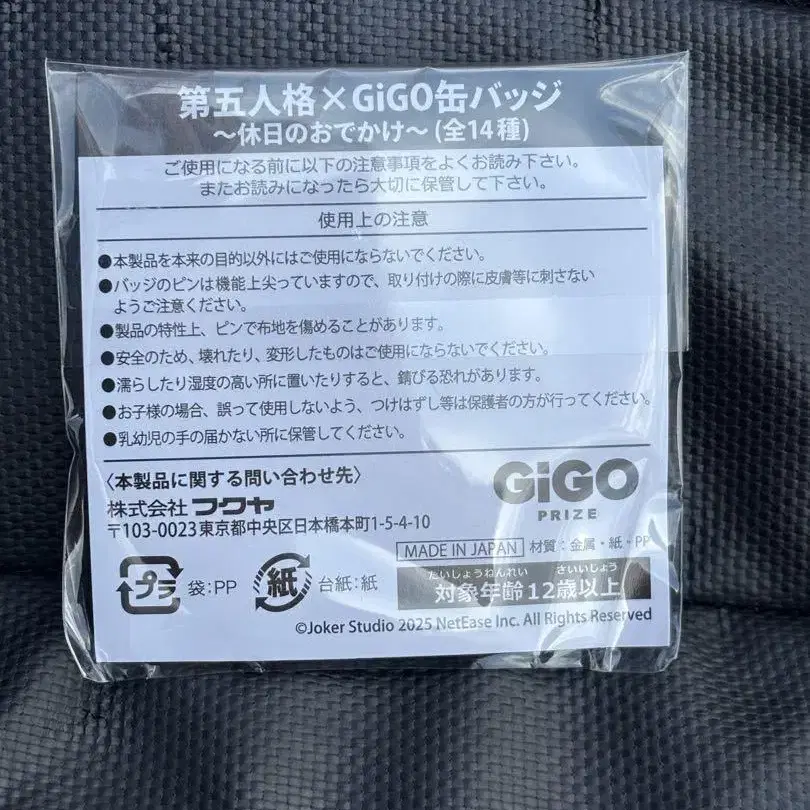 第五人格×GiGO缶バッジ
～休日のおでかけ～(全14種)
ご使用になる前に以下の注意事項をよくお読み下さい。
またお読みになったら大切に保管して下さい。
使用上の注意
●本製品を本来の目的以外にはご使用にならないでください。
●バッジのピンは機能上尖っていますので、取り付けの際に皮膚等に刺さない
ようご注意ください。
●製品の特性上、ピンで布地を傷めることがあります。
●安全のため、壊れたり、変形したものはご使用にならないでください。
●濡らしたり湿度の高い所に置いたりすると、錆びる恐れがあります。
●お子様の場合、誤って使用しないよう、つけはずし等は保護者の方が行ってください。
●乳幼児の手の届かない所に保管してください。
〈本製品に関する問い合わせ先〉
株式会社フクヤ
〒103-0023東京都中央区日本橋本町1-5-4-10
GiGO
PRIZE
MADE IN JAPAN 材質：金属・紙・PP
プラ 袋：PP 紙 台紙：紙
たいしょうねんれい さいいじょう
対象年齢12歳以上
©Joker Studio 2025 NetEase Inc. All Rights Reserved